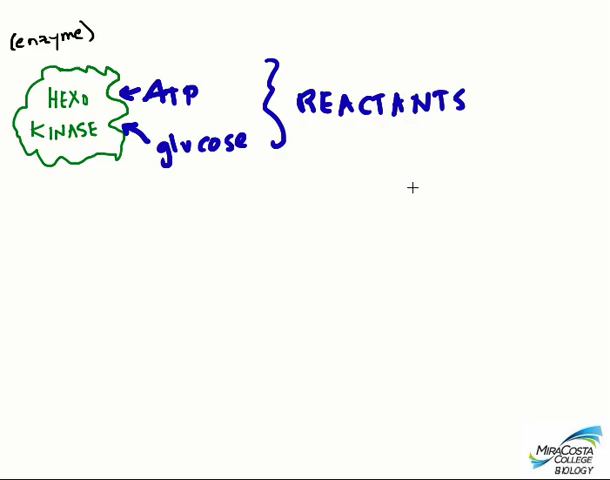 (enzyme)
HEXO
KINASE
ATP
glucose
REACTANTS
MIRACOSTA
COLLEGE
BIOLOGY